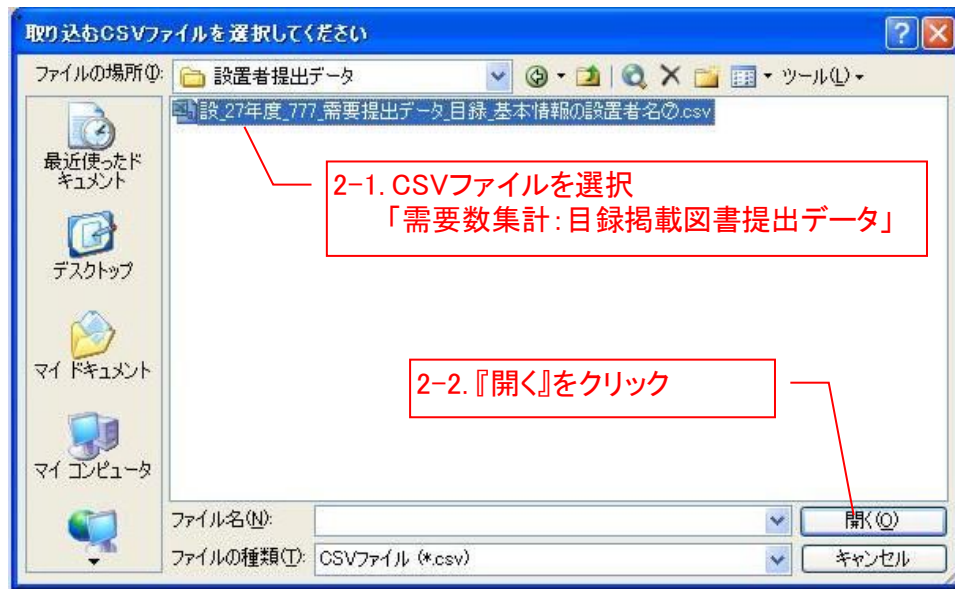 取り込むCSVファイルを選択してください
ファイルの場所(I):
設置者提出データ
ツール(L)
設_27年度_777_需要提出データ_目録_基本情報の設置者名⑦.csv
最近使ったド
キュメント
2-1. CSVファイルを選択
「需要数集計：目録掲載図書提出データ」
デスクトップ
マイ ドキュメント
2-2.『開く』をクリック
マイ コンピュータ
ファイル名(N):
開く(O)
ファイルの種類(T):
CSVファイル (*.csv)
キャンセル